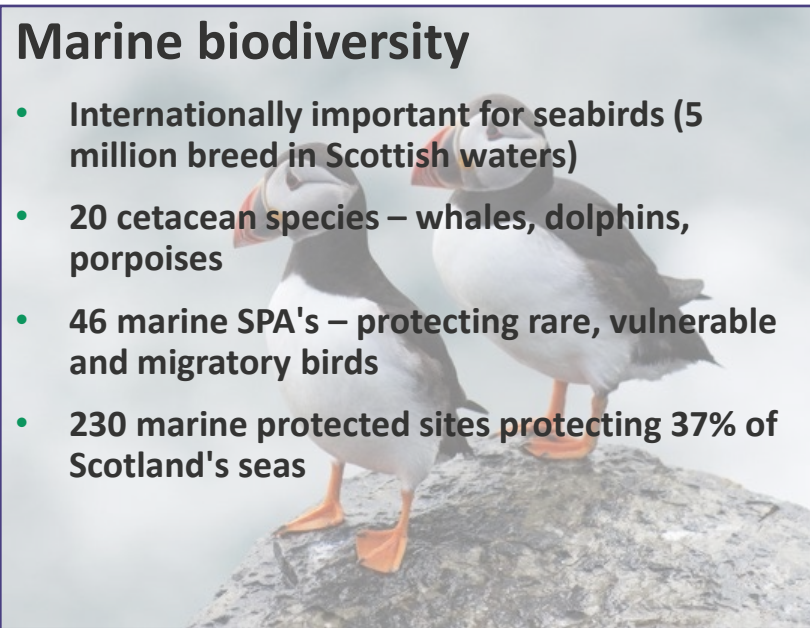 Marine biodiversity
• Internationally important for seabirds (5
million breed in Scottish waters)
• 20 cetacean species – whales, dolphins,
porpoises
• 46 marine SPA's – protecting rare, vulnerable
and migratory birds
• 230 marine protected sites protecting 37% of
Scotland's seas